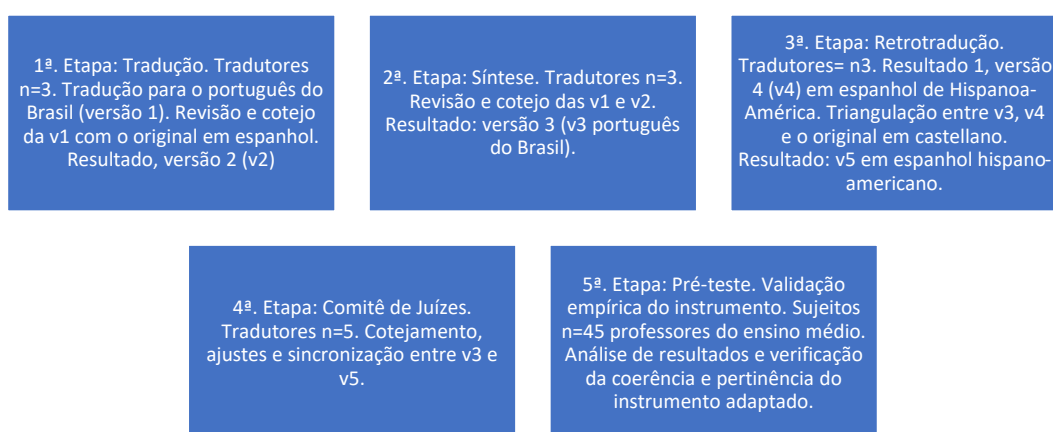 1ª. Etapa: Tradução. Tradutores
n=3. Tradução para o português do
Brasil (versão 1). Revisão e cotejo
da v1 com o original em espanhol.
Resultado, versão 2 (v2)
2ª. Etapa: Síntese. Tradutores n=3.
Revisão e cotejo das v1 e v2.
Resultado: versão 3 (v3 português
do Brasil).
3ª. Etapa: Retrotradução.
Tradutores= n3. Resultado 1, versão
4 (v4) em espanhol de Hispanoa-
América. Triangulação entre v3, v4
e o original em castellano.
Resultado: v5 em espanhol hispano-
americano.
4ª. Etapa: Comitê de Juízes.
Tradutores n=5. Cotejamento,
ajustes e sincronização entre v3 e
v5.
5ª. Etapa: Pré-teste. Validação
empírica do instrumento. Sujeitos
n=45 professores do ensino médio.
Análise de resultados e verificação
da coerência e pertinência do
instrumento adaptado.